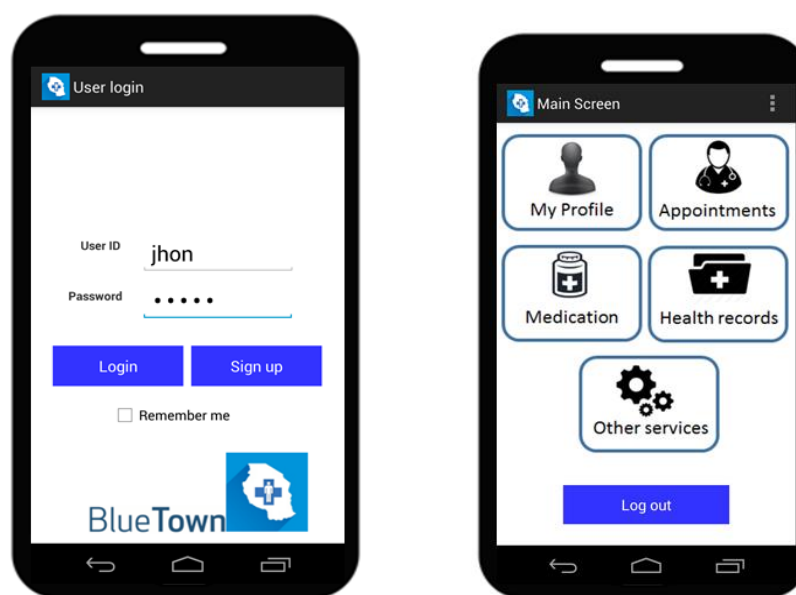 User login
User ID
jhon
Password
Login
Sign up
Remember me
BlueTown
Main Screen
My Profile
Appointments
Medication
Health records
Other services
Log out